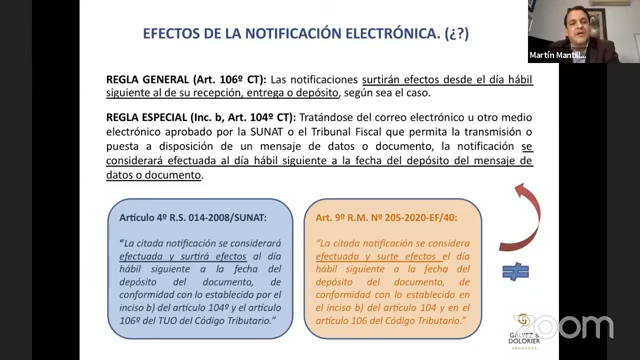 EFECTOS DE LA NOTIFICACIÓN ELECTRÓNICA. (¿?)
Martín Mantill...
REGLA GENERAL (Art. 106º CT): Las notificaciones surtirán efectos desde el día hábil
siguiente al de su recepción, entrega o depósito, según sea el caso.
REGLA ESPECIAL (Inc. b, Art. 104º CT): Tratándose del correo electrónico u otro medio
electrónico aprobado por la SUNAT o el Tribunal Fiscal que permita la transmisión o
puesta a disposición de un mensaje de datos o documento, la notificación se
considerará efectuada al día hábil siguiente a la fecha del depósito del mensaje de
datos o documento.
Artículo 4º R.S. 014-2008/SUNAT:
"La citada notificación se considerará
efectuada y surtirá efectos al día
hábil siguiente a la fecha del
depósito del documento, de
conformidad con lo establecido por el
inciso b) del artículo 104º y el artículo
106º del TUO del Código Tributario."
Art. 9º R.M. Nº 205-2020-EF/40:
"La citada notificación se considera
efectuada y surte efectos el día
hábil siguiente a la fecha del
depósito del documento, de
conformidad con lo establecido en
el inciso b) del artículo 104 y en el
artículo 106 del Código Tributario."
≠
GÁLVEZ &
DOLORIER
ABOGADOS
zoom